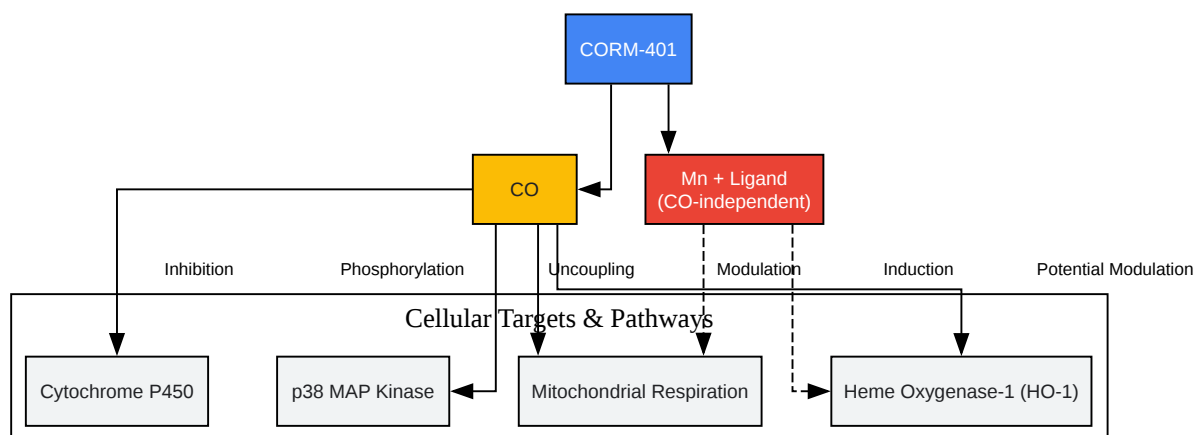 CORM-401
CO
Mn + Ligand
(CO-independent)
Inhibition
Phosphorylation
Uncoupling
Modulation
Induction
Potential Modulation
Cellular Targets & Pathways
Cytochrome P450
p38 MAP Kinase
Mitochondrial Respiration
Heme Oxygenase-1 (HO-1)